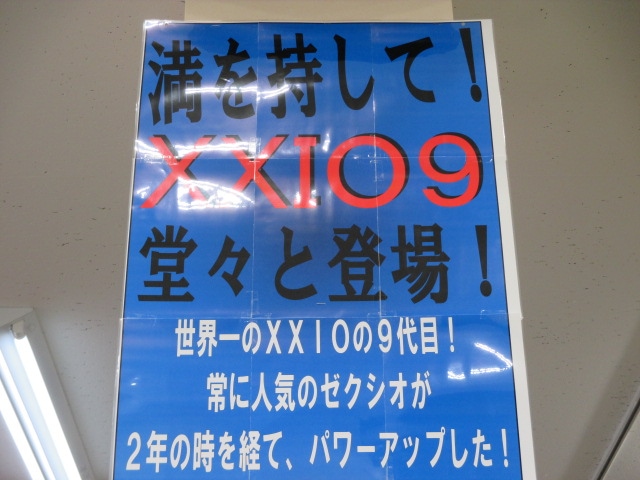 満を持して！
XXIO9
堂々と登場！
世界一のXXIOの9代目！
常に人気のゼクシオが
2年の時を経て、パワーアップした！